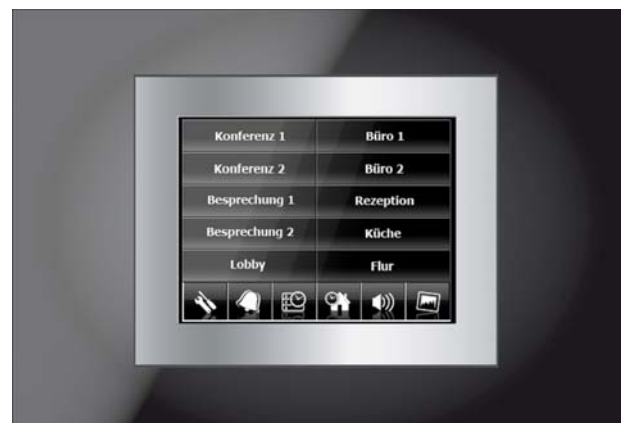 Konferenz 1
Büro 1
Konferenz 2
Büro 2
Besprechung 1
Rezeption
Besprechung 2
Küche
Lobby
Flur